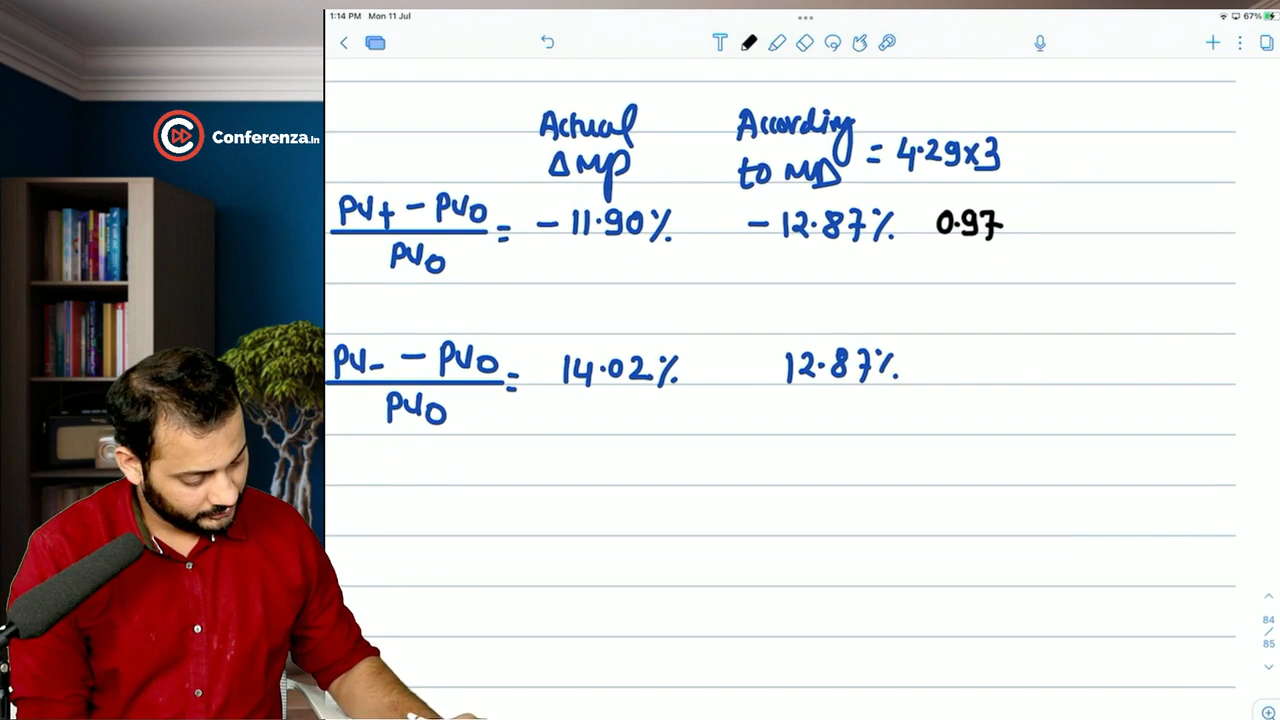 1:14 PM Mon 11 Jul
67%
Conferenza.In
Actual According
Δ MP to MD = 4.29x3
PV+ - PV0
PV0
= - 11.90% - 12.87% 0.97
PV- - PV0
PV0
= 14.02% 12.87%
84
/
85